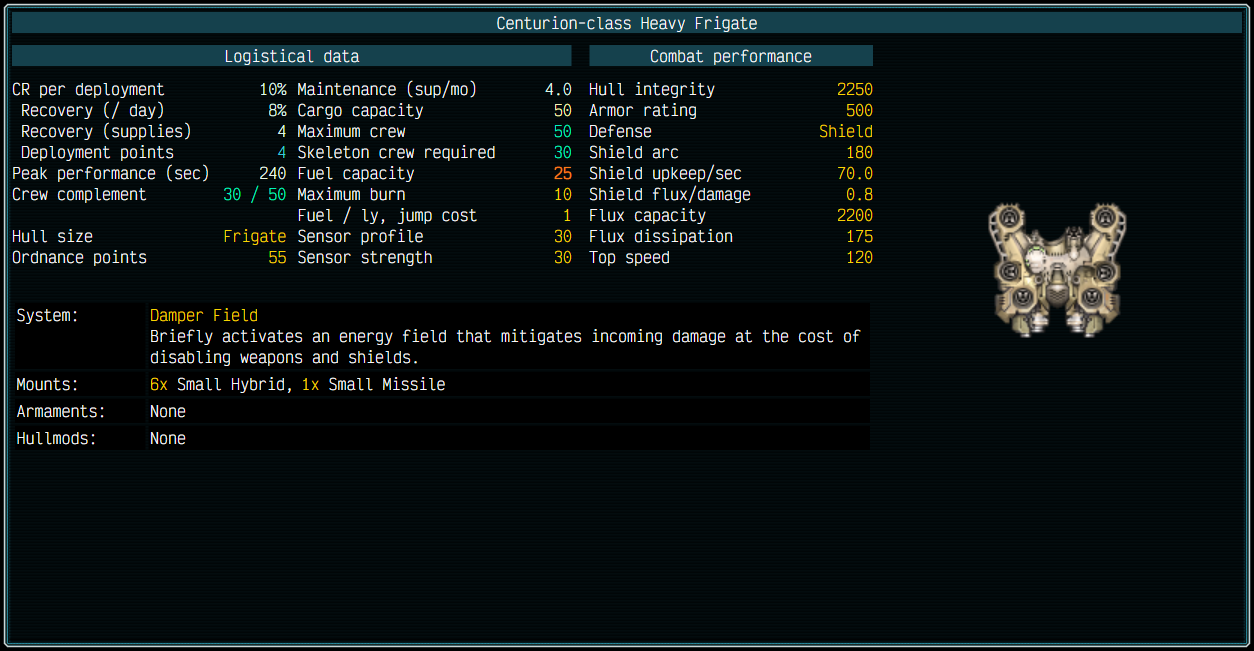 Centurion-class Heavy Frigate
Logistical data
CR per deployment 10%
Recovery (/ day) 8%
Recovery (supplies) 4
Deployment points 4
Peak performance (sec) 240
Crew complement 30 / 50
Hull size Frigate
Ordnance points 55
Maintenance (sup/mo) 4.0
Cargo capacity 50
Maximum crew 50
Skeleton crew required 30
Fuel capacity 25
Maximum burn 10
Fuel / ly, jump cost 1
Sensor profile 30
Sensor strength 30
Combat performance
Hull integrity 2250
Armor rating 500
Defense Shield
Shield arc 180
Shield upkeep/sec 70.0
Shield flux/damage 0.8
Flux capacity 2200
Flux dissipation 175
Top speed 120
System: Damper Field
Briefly activates an energy field that mitigates incoming damage at the cost of
disabling weapons and shields.
Mounts: 6x Small Hybrid, 1x Small Missile
Armaments: None
Hullmods: None